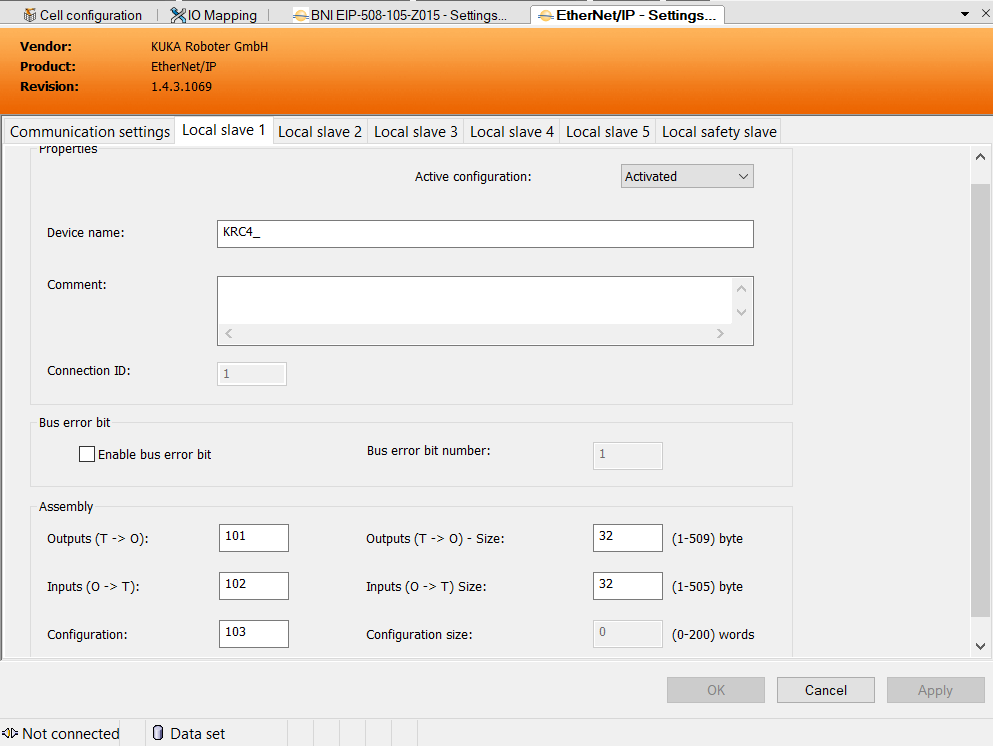 Cell configuration IO Mapping BNI EIP-508-105-Z015 - Settings... EtherNet/IP - Settings...
Vendor: KUKA Roboter GmbH
Product: EtherNet/IP
Revision: 1.4.3.1069
Communication settings Local slave 1 Local slave 2 Local slave 3 Local slave 4 Local slave 5 Local safety slave
Properties
Active configuration: Activated
Device name: KRC4_
Comment:
Connection ID: 1
Bus error bit
Enable bus error bit Bus error bit number: 1
Assembly
Outputs (T -> O): 101 Outputs (T -> O) - Size: 32 (1-509) byte
Inputs (O -> T): 102 Inputs (O -> T) Size: 32 (1-505) byte
Configuration: 103 Configuration size: 0 (0-200) words
OK Cancel Apply
Not connected Data set